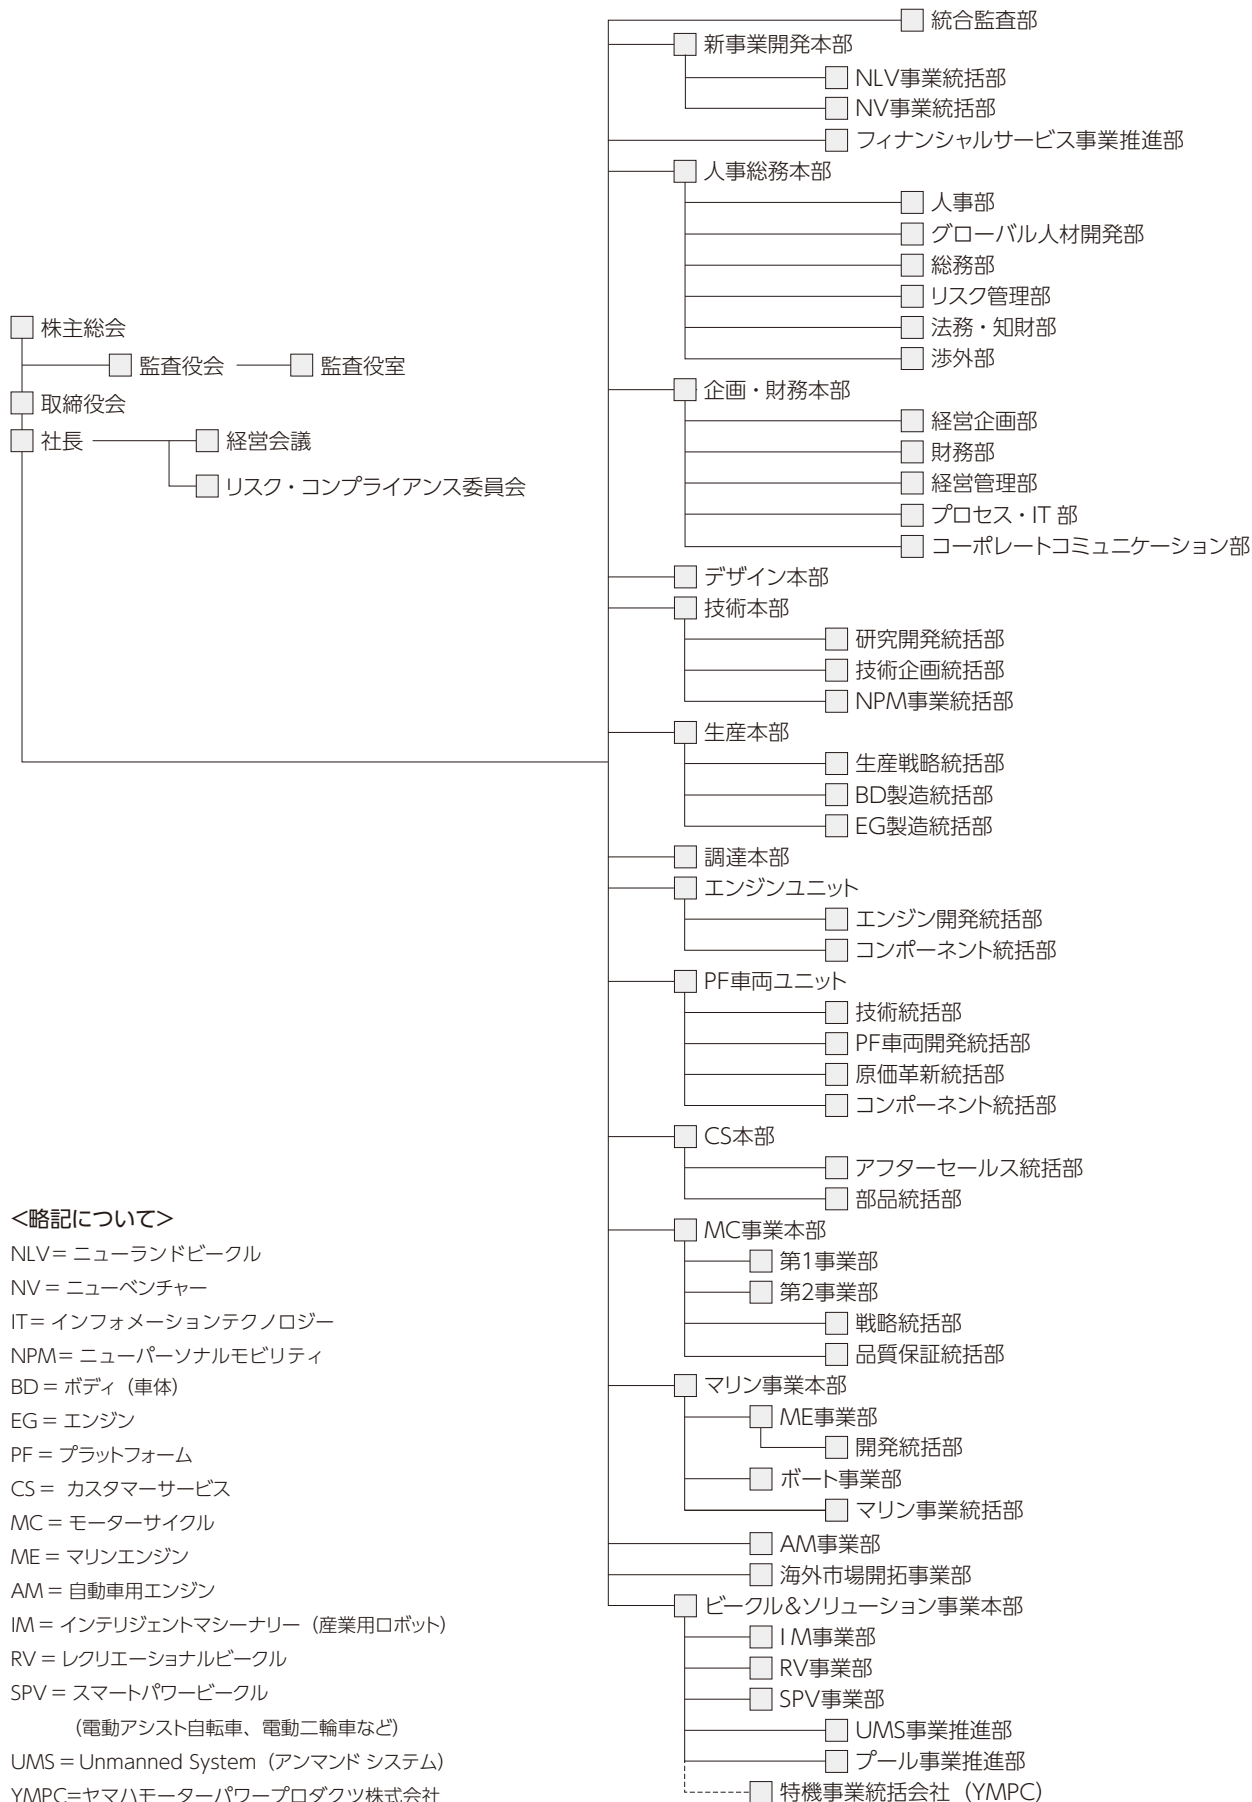 株主総会
監査役会
監査役室
取締役会
社長
経営会議
リスク・コンプライアンス委員会
統合監査部
新事業開発本部
NLV事業統括部
NV事業統括部
フィナンシャルサービス事業推進部
人事総務本部
人事部
グローバル人材開発部
総務部
リスク管理部
法務・知財部
渉外部
企画・財務本部
経営企画部
財務部
経営管理部
プロセス・IT 部
コーポレートコミュニケーション部
デザイン本部
技術本部
研究開発統括部
技術企画統括部
NPM事業統括部
生産本部
生産戦略統括部
BD製造統括部
EG製造統括部
調達本部
エンジンユニット
エンジン開発統括部
コンポーネント統括部
PF車両ユニット
技術統括部
PF車両開発統括部
原価革新統括部
コンポーネント統括部
CS本部
アフターセールス統括部
部品統括部
MC事業本部
第1事業部
第2事業部
戦略統括部
品質保証統括部
マリン事業本部
ME事業部
開発統括部
ボート事業部
マリン事業統括部
AM事業部
海外市場開拓事業部
ビークル＆ソリューション事業本部
I M事業部
RV事業部
SPV事業部
UMS事業推進部
プール事業推進部
特機事業統括会社（YMPC）
<略記について>
NLV= ニューランドビークル
NV = ニューベンチャー
IT= インフォメーションテクノロジー
NPM= ニューパーソナルモビリティ
BD = ボディ（車体）
EG = エンジン
PF = プラットフォーム
CS = カスタマーサービス
MC = モーターサイクル
ME = マリンエンジン
AM = 自動車用エンジン
IM = インテリジェントマシーナリー（産業用ロボット）
RV = レクリエーショナルビークル
SPV = スマートパワービークル
（電動アシスト自転車、電動二輪車など）
UMS = Unmanned System（アンマンド システム）
YMPC=ヤマハモーターパワープロダクツ株式会社